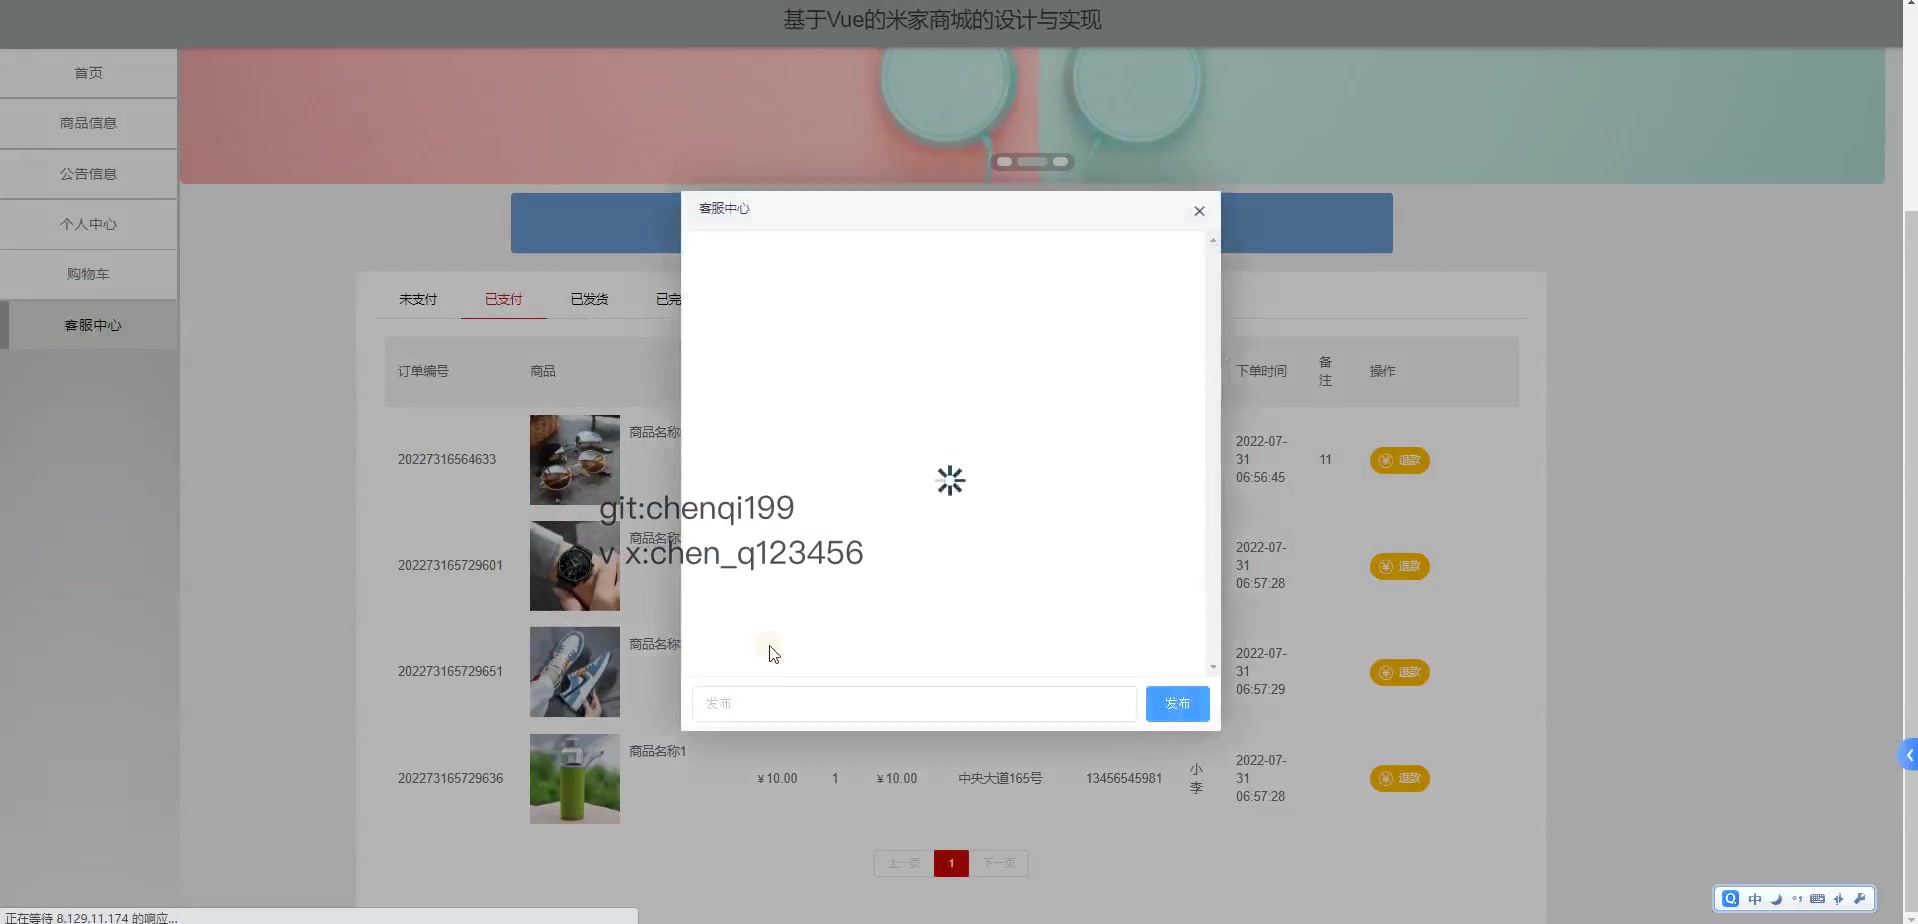 基于Vue的米家商城的设计与实现
首页
商品信息
公告信息
个人中心
购物车
客服中心
客服中心
未支付
已支付
已发货
已完
订单编号
商品
下单时间
备注
操作
20227316564633
商品名称
2022-07-31 06:56:45
11
退款
202273165729601
商品名称
2022-07-31 06:57:28
退款
202273165729651
商品名称
2022-07-31 06:57:29
退款
git:chenqi199
v x:chen_q123456
发布
发布
202273165729636
商品名称1
¥10.00
1
¥10.00
中央大道165号
13456545981
小李
2022-07-31 06:57:28
退款
上一页
1
下一页
中
正在等待 8.129.11.174 的响应...